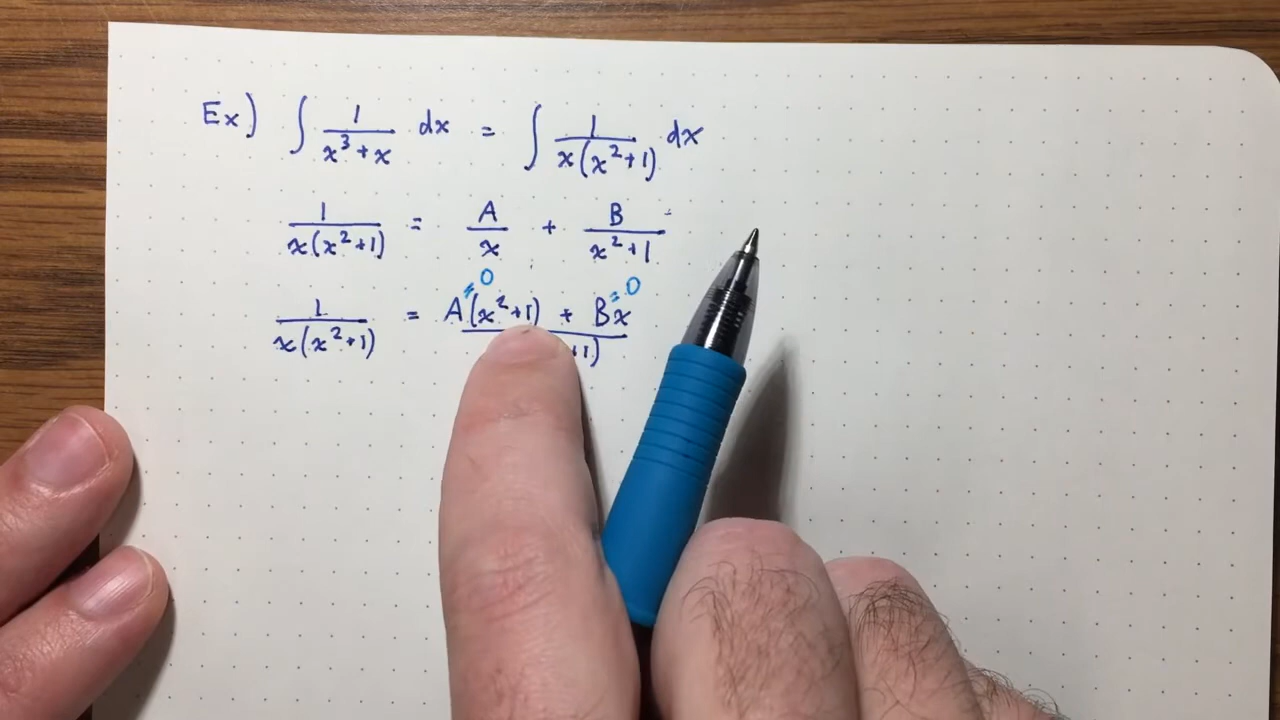 Ex) ∫ 1/(x³+x) dx = ∫ 1/(x(x²+1)) dx
1/(x(x²+1)) = A/x + B/(x²+1)
=0 =0
1/(x(x²+1)) = (A(x²+1) + Bx)/ +1)